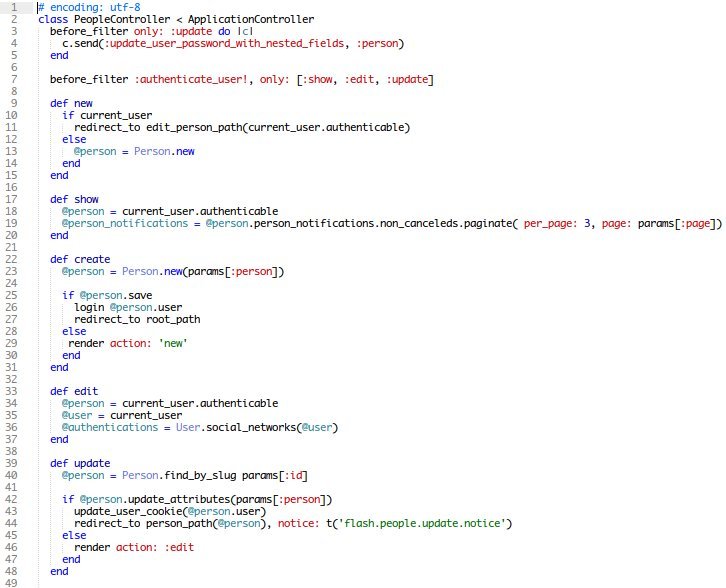 1 # encoding: utf-8
2 class PeopleController < ApplicationController
3   before_filter only: :update do |c|
4     c.send(:update_user_password_with_nested_fields, :person)
5   end
6
7   before_filter :authenticate_user!, only: [:show, :edit, :update]
8
9   def new
10     if current_user
11       redirect_to edit_person_path(current_user.authenticable)
12     else
13       @person = Person.new
14     end
15   end
16
17   def show
18     @person = current_user.authenticable
19     @person_notifications = @person.person_notifications.non_canceleds.paginate( per_page: 3, page: params[:page])
20   end
21
22   def create
23     @person = Person.new(params[:person])
24
25     if @person.save
26       login @person.user
27       redirect_to root_path
28     else
29       render action: 'new'
30     end
31   end
32
33   def edit
34     @person = current_user.authenticable
35     @user = current_user
36     @authentications = User.social_networks(@user)
37   end
38
39   def update
40     @person = Person.find_by_slug params[:id]
41
42     if @person.update_attributes(params[:person])
43       update_user_cookie(@person.user)
44       redirect_to person_path(@person), notice: t('flash.people.update.notice')
45     else
46       render action: :edit
47     end
48   end
49